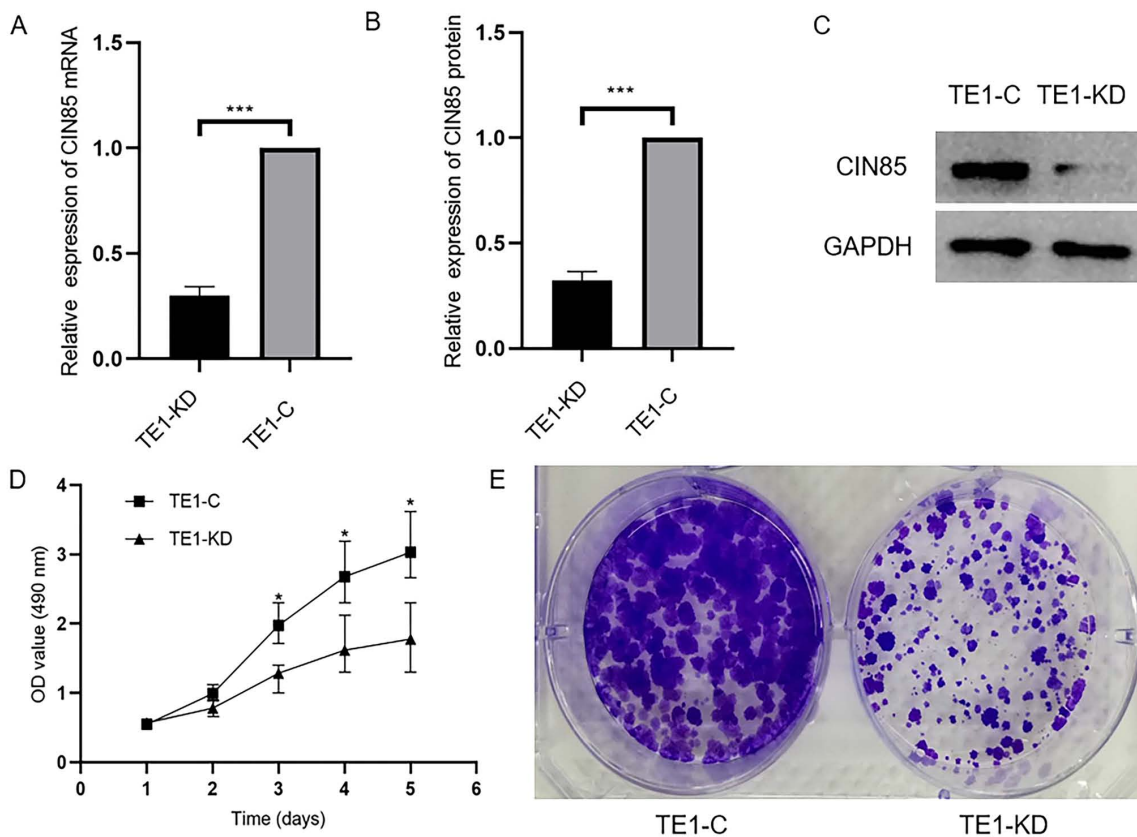 A
Relative espression of CIN85 mRNA
1.5
1.0
0.5
0.0
***
TE1-KD
TE1-C
B
Relative expression of CIN85 protein
1.5
1.0
0.5
0.0
***
TE1-KD
TE1-C
C
TE1-C TE1-KD
CIN85
GAPDH
D
OD value (490 nm)
4
3
2
1
0
TE1-C
TE1-KD
*
*
*
0 1 2 3 4 5 6
Time (days)
E
TE1-C TE1-KD